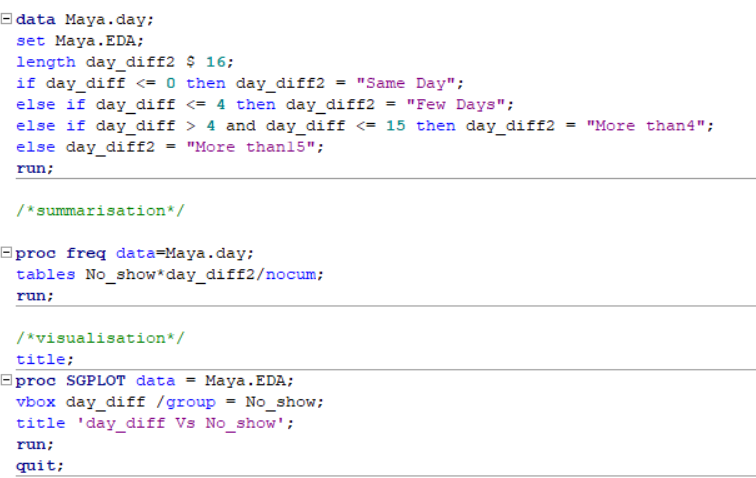 data Maya.day;
set Maya.EDA;
length day_diff2 $ 16;
if day_diff <= 0 then day_diff2 = "Same Day";
else if day_diff <= 4 then day_diff2 = "Few Days";
else if day_diff > 4 and day_diff <= 15 then day_diff2 = "More than4";
else day_diff2 = "More than15";
run;
/*summarisation*/
proc freq data=Maya.day;
tables No_show*day_diff2/nocum;
run;
/*visualisation*/
title;
proc SGPLOT data = Maya.EDA;
vbox day_diff /group = No_show;
title 'day_diff Vs No_show';
run;
quit;